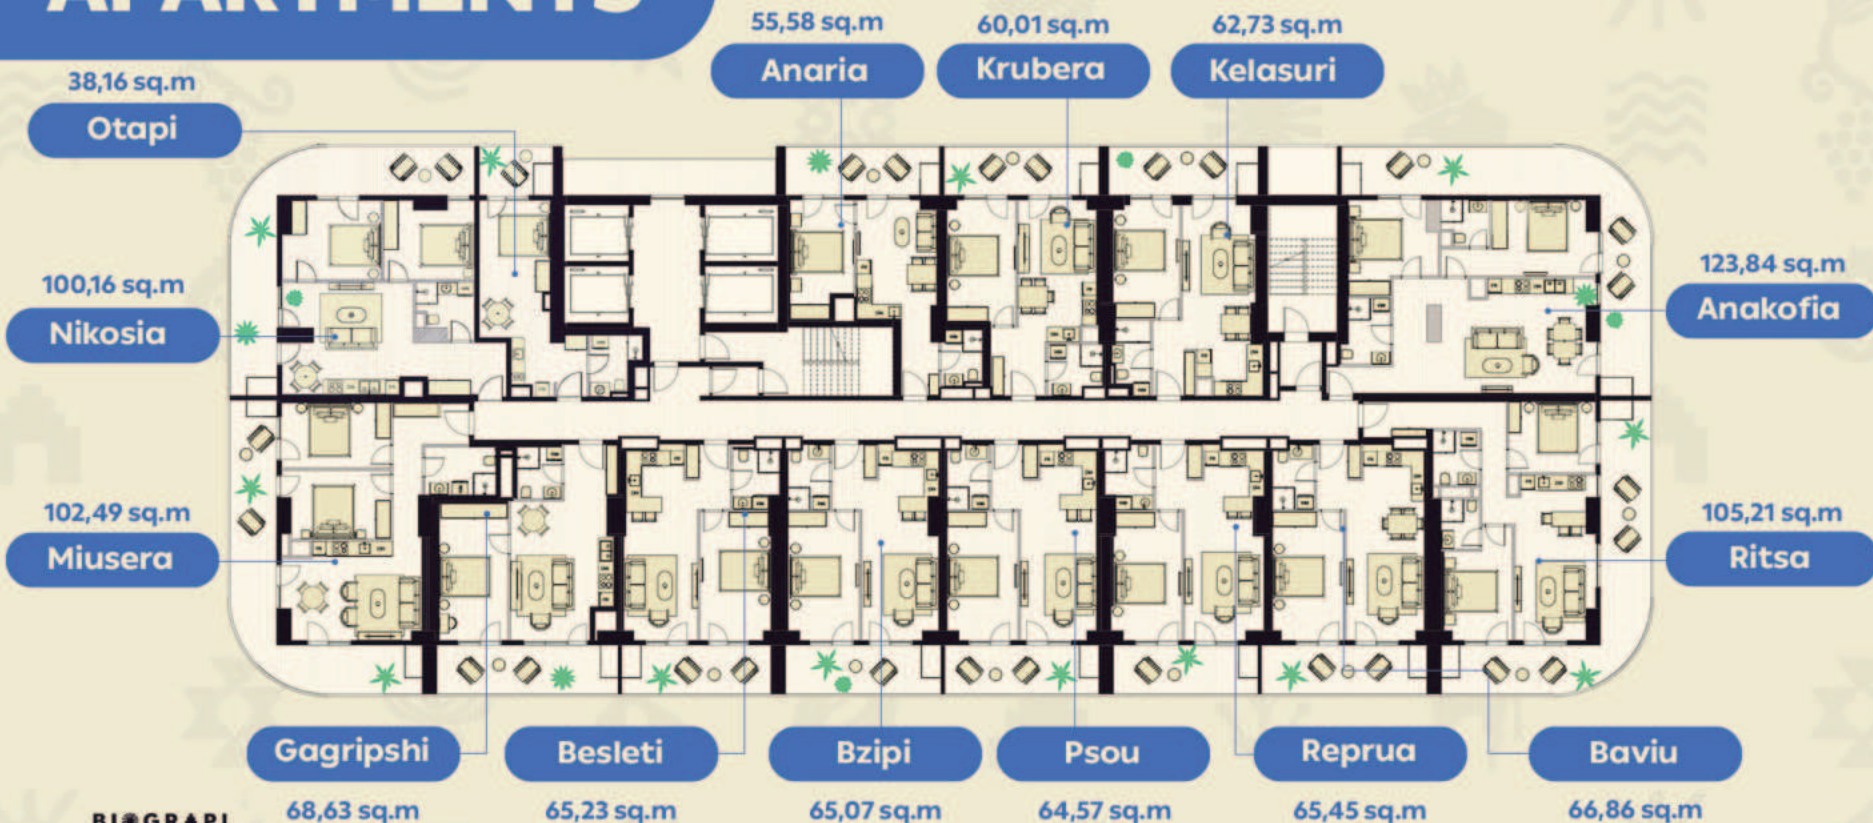 APARTMENTS
55,58 sq.m
Anaria
60,01 sq.m
Krubera
62,73 sq.m
Kelasuri
38,16 sq.m
Otapi
100,16 sq.m
Nikosia
123,84 sq.m
Anakofia
102,49 sq.m
Miusera
105,21 sq.m
Ritsa
Gagripshi
68,63 sq.m
Besleti
65,23 sq.m
Bzipi
65,07 sq.m
Psou
64,57 sq.m
Reprua
65,45 sq.m
Baviu
66,86 sq.m
BIOGRAPI